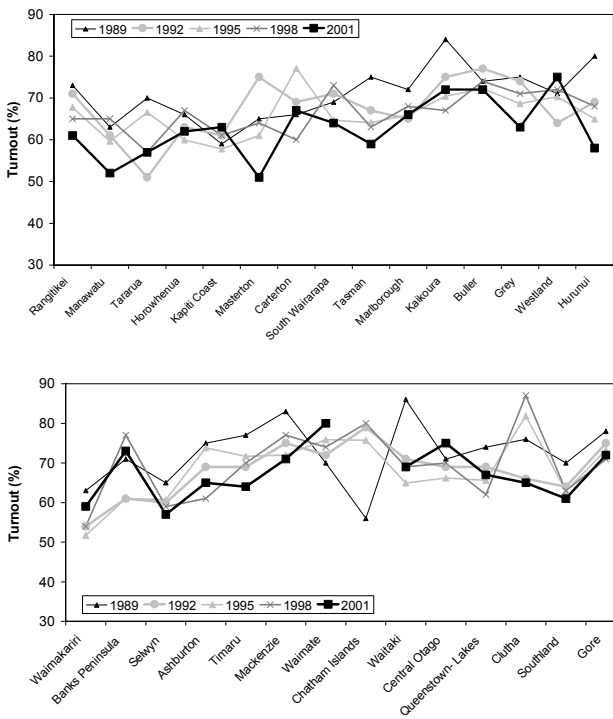 90
1989 1992 1995 1998 2001
80
70
60
50
40
30
Turnout (%)
Rangitikei
Manawatu
Tararua
Horowhenua
Kapiti Coast
Masterton
Carterton
South Wairarapa
Tasman
Marlborough
Kaikoura
Buller
Grey
Westland
Hurunui
90
80
70
60
50
40
1989 1992 1995 1998 2001
30
Turnout (%)
Waimakariri
Banks Peninsula
Selwyn
Ashburton
Timaru
Mackenzie
Waimate
Chatham Islands
Waitaki
Central Otago
Queenstown- Lakes
Clutha
Southland
Gore